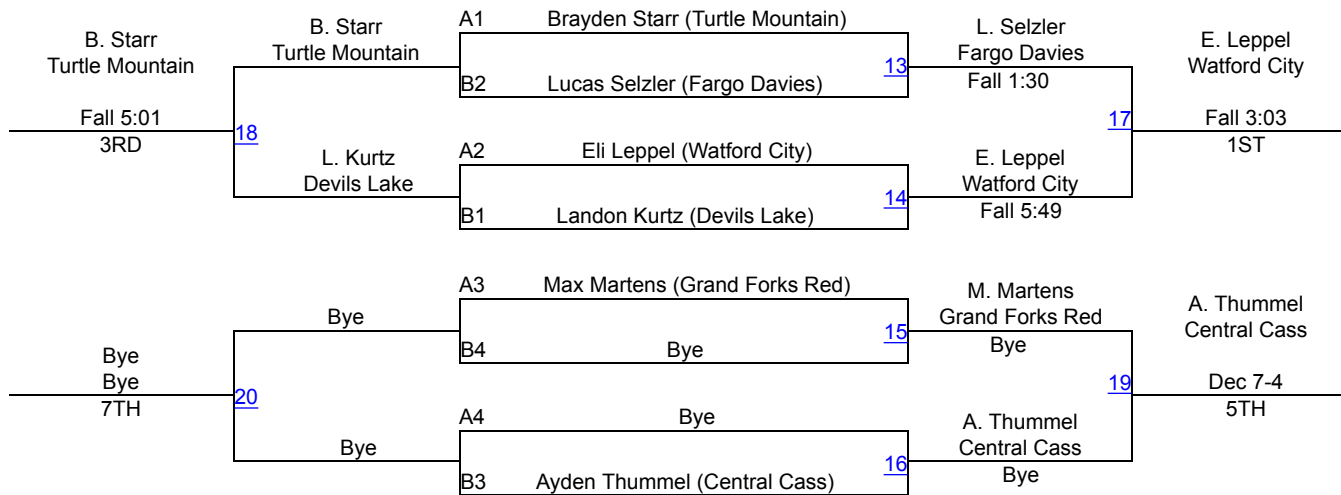 A1 Brayden Starr (Turtle Mountain)
B. Starr
Turtle Mountain
B. Starr
Turtle Mountain
L. Selzler
Fargo Davies
E. Leppel
Watford City
13
B2 Lucas Selzler (Fargo Davies)
Fall 1:30
Fall 5:01
3RD
18
17
Fall 3:03
1ST
A2 Eli Leppel (Watford City)
L. Kurtz
Devils Lake
E. Leppel
Watford City
14
B1 Landon Kurtz (Devils Lake)
Fall 5:49
A3 Max Martens (Grand Forks Red)
Bye
M. Martens
Grand Forks Red
A. Thummel
Central Cass
15
B4 Bye
Bye
Bye
Bye
7TH
20
19
Dec 7-4
5TH
A4 Bye
Bye
A. Thummel
Central Cass
16
B3 Ayden Thummel (Central Cass)
Bye